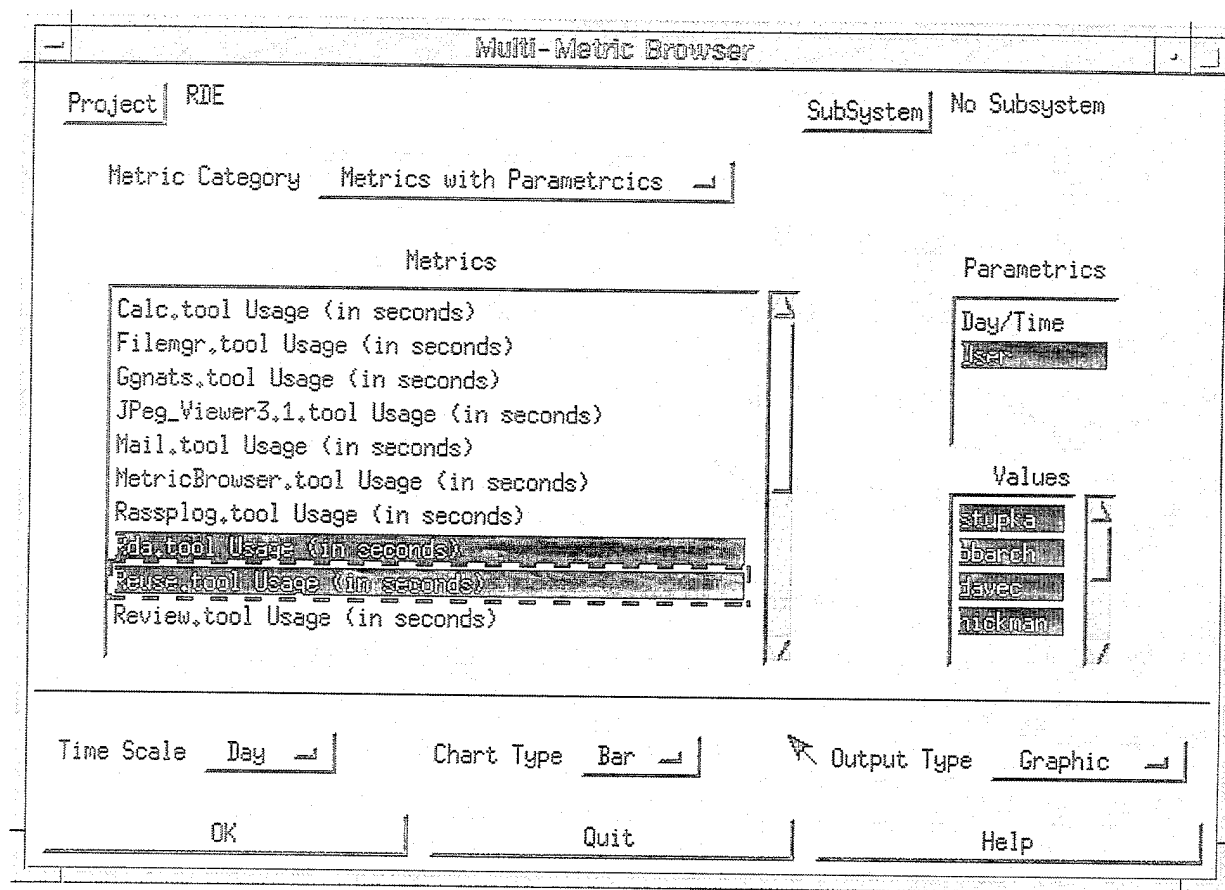 Multi-Metric Browser
Project RDE SubSystem No Subsystem
Metric Category Metrics with Parametrcics
Metrics
Calc.tool Usage (in seconds)
Filemgr.tool Usage (in seconds)
Ggnats.tool Usage (in seconds)
JPeg_Viewer3.1.tool Usage (in seconds)
Mail.tool Usage (in seconds)
MetricBrowser.tool Usage (in seconds)
Rassplog.tool Usage (in seconds)
Rda.tool Usage (in seconds)
Reuse.tool Usage (in seconds)
Review.tool Usage (in seconds)
Parametrics
Day/Time
User
Values
stupka
bbarch
davec
hickman
Time Scale Day Chart Type Bar Output Type Graphic
OK Quit Help